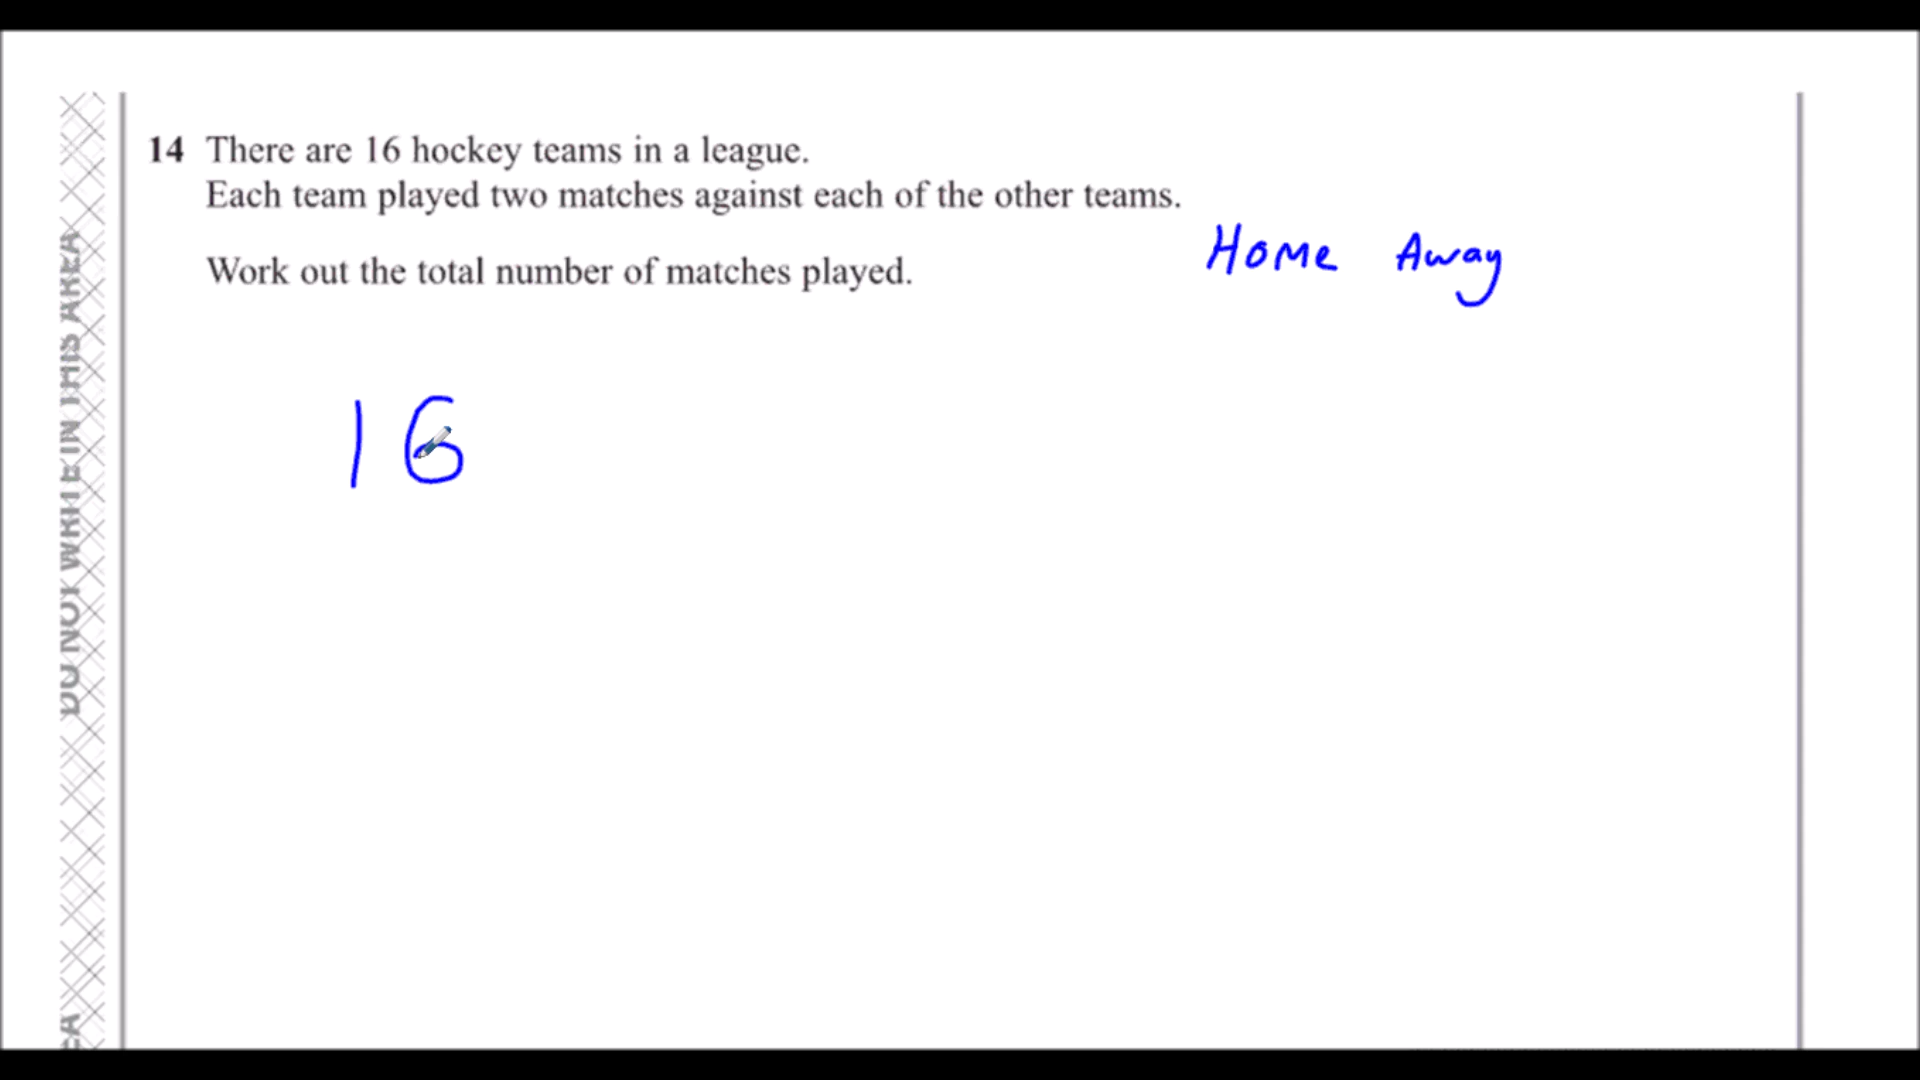 14 There are 16 hockey teams in a league.
Each team played two matches against each of the other teams.
Work out the total number of matches played.
Home Away
16
DO NOT WRITE IN THIS AREA
EA